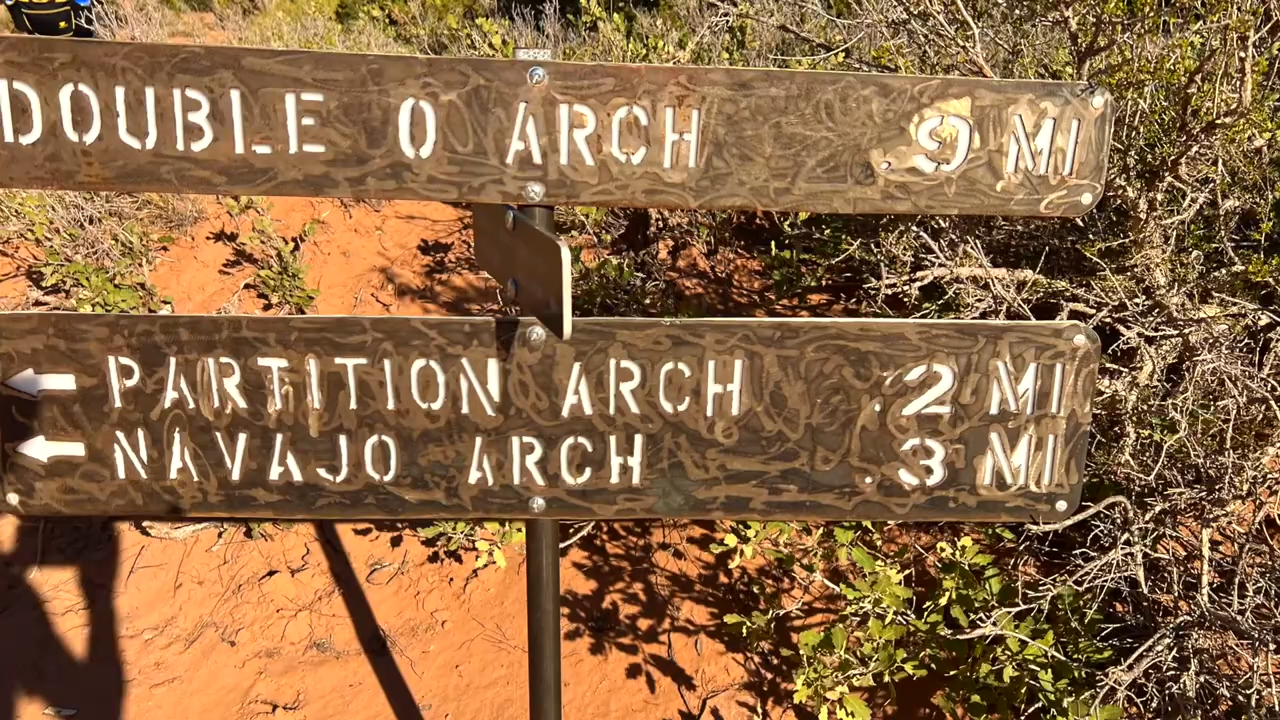 DOUBLE O ARCH .9 MI
PARTITION ARCH .2 MI
NAVAJO ARCH .3 MI